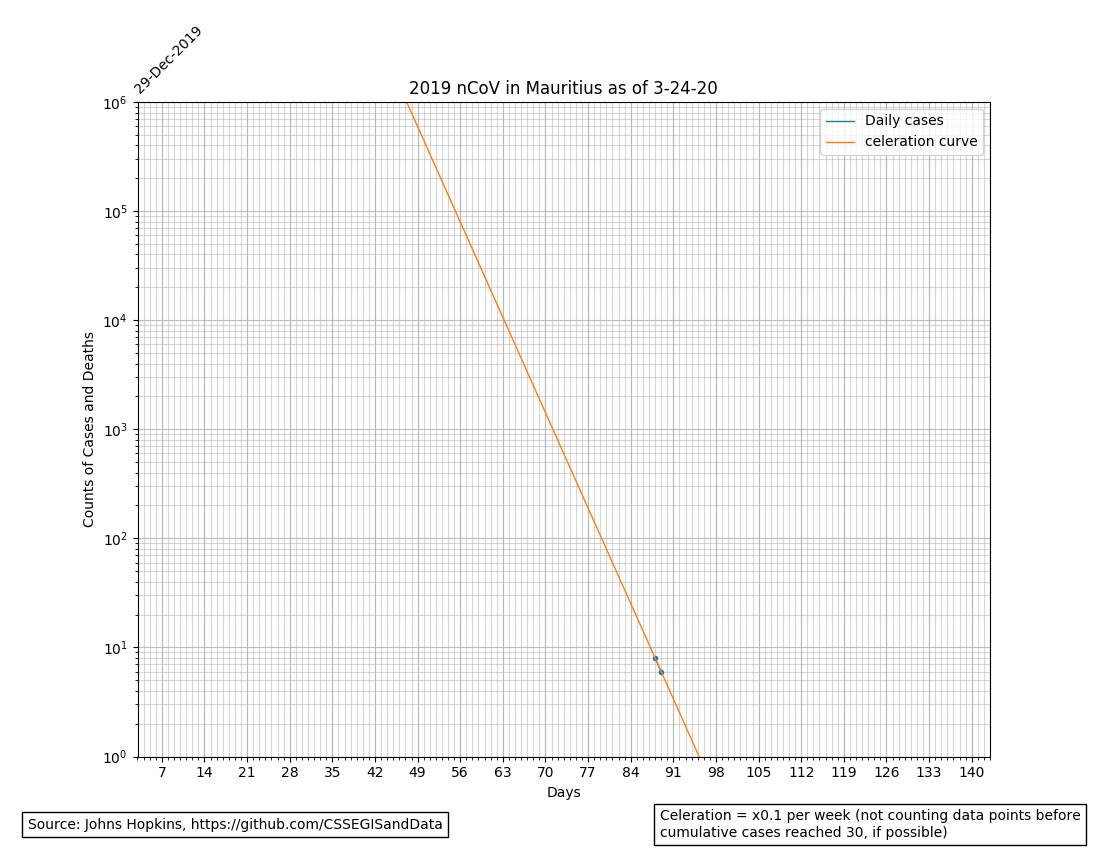 29-Dec-2019
2019 nCoV in Mauritius as of 3-24-20
Daily cases
celeration curve
Counts of Cases and Deaths
10^6
10^5
10^4
10^3
10^2
10^1
10^0
7 14 21 28 35 42 49 56 63 70 77 84 91 98 105 112 119 126 133 140
Days
Source: Johns Hopkins, https://github.com/CSSEGISandData
Celeration = x0.1 per week (not counting data points before
cumulative cases reached 30, if possible)